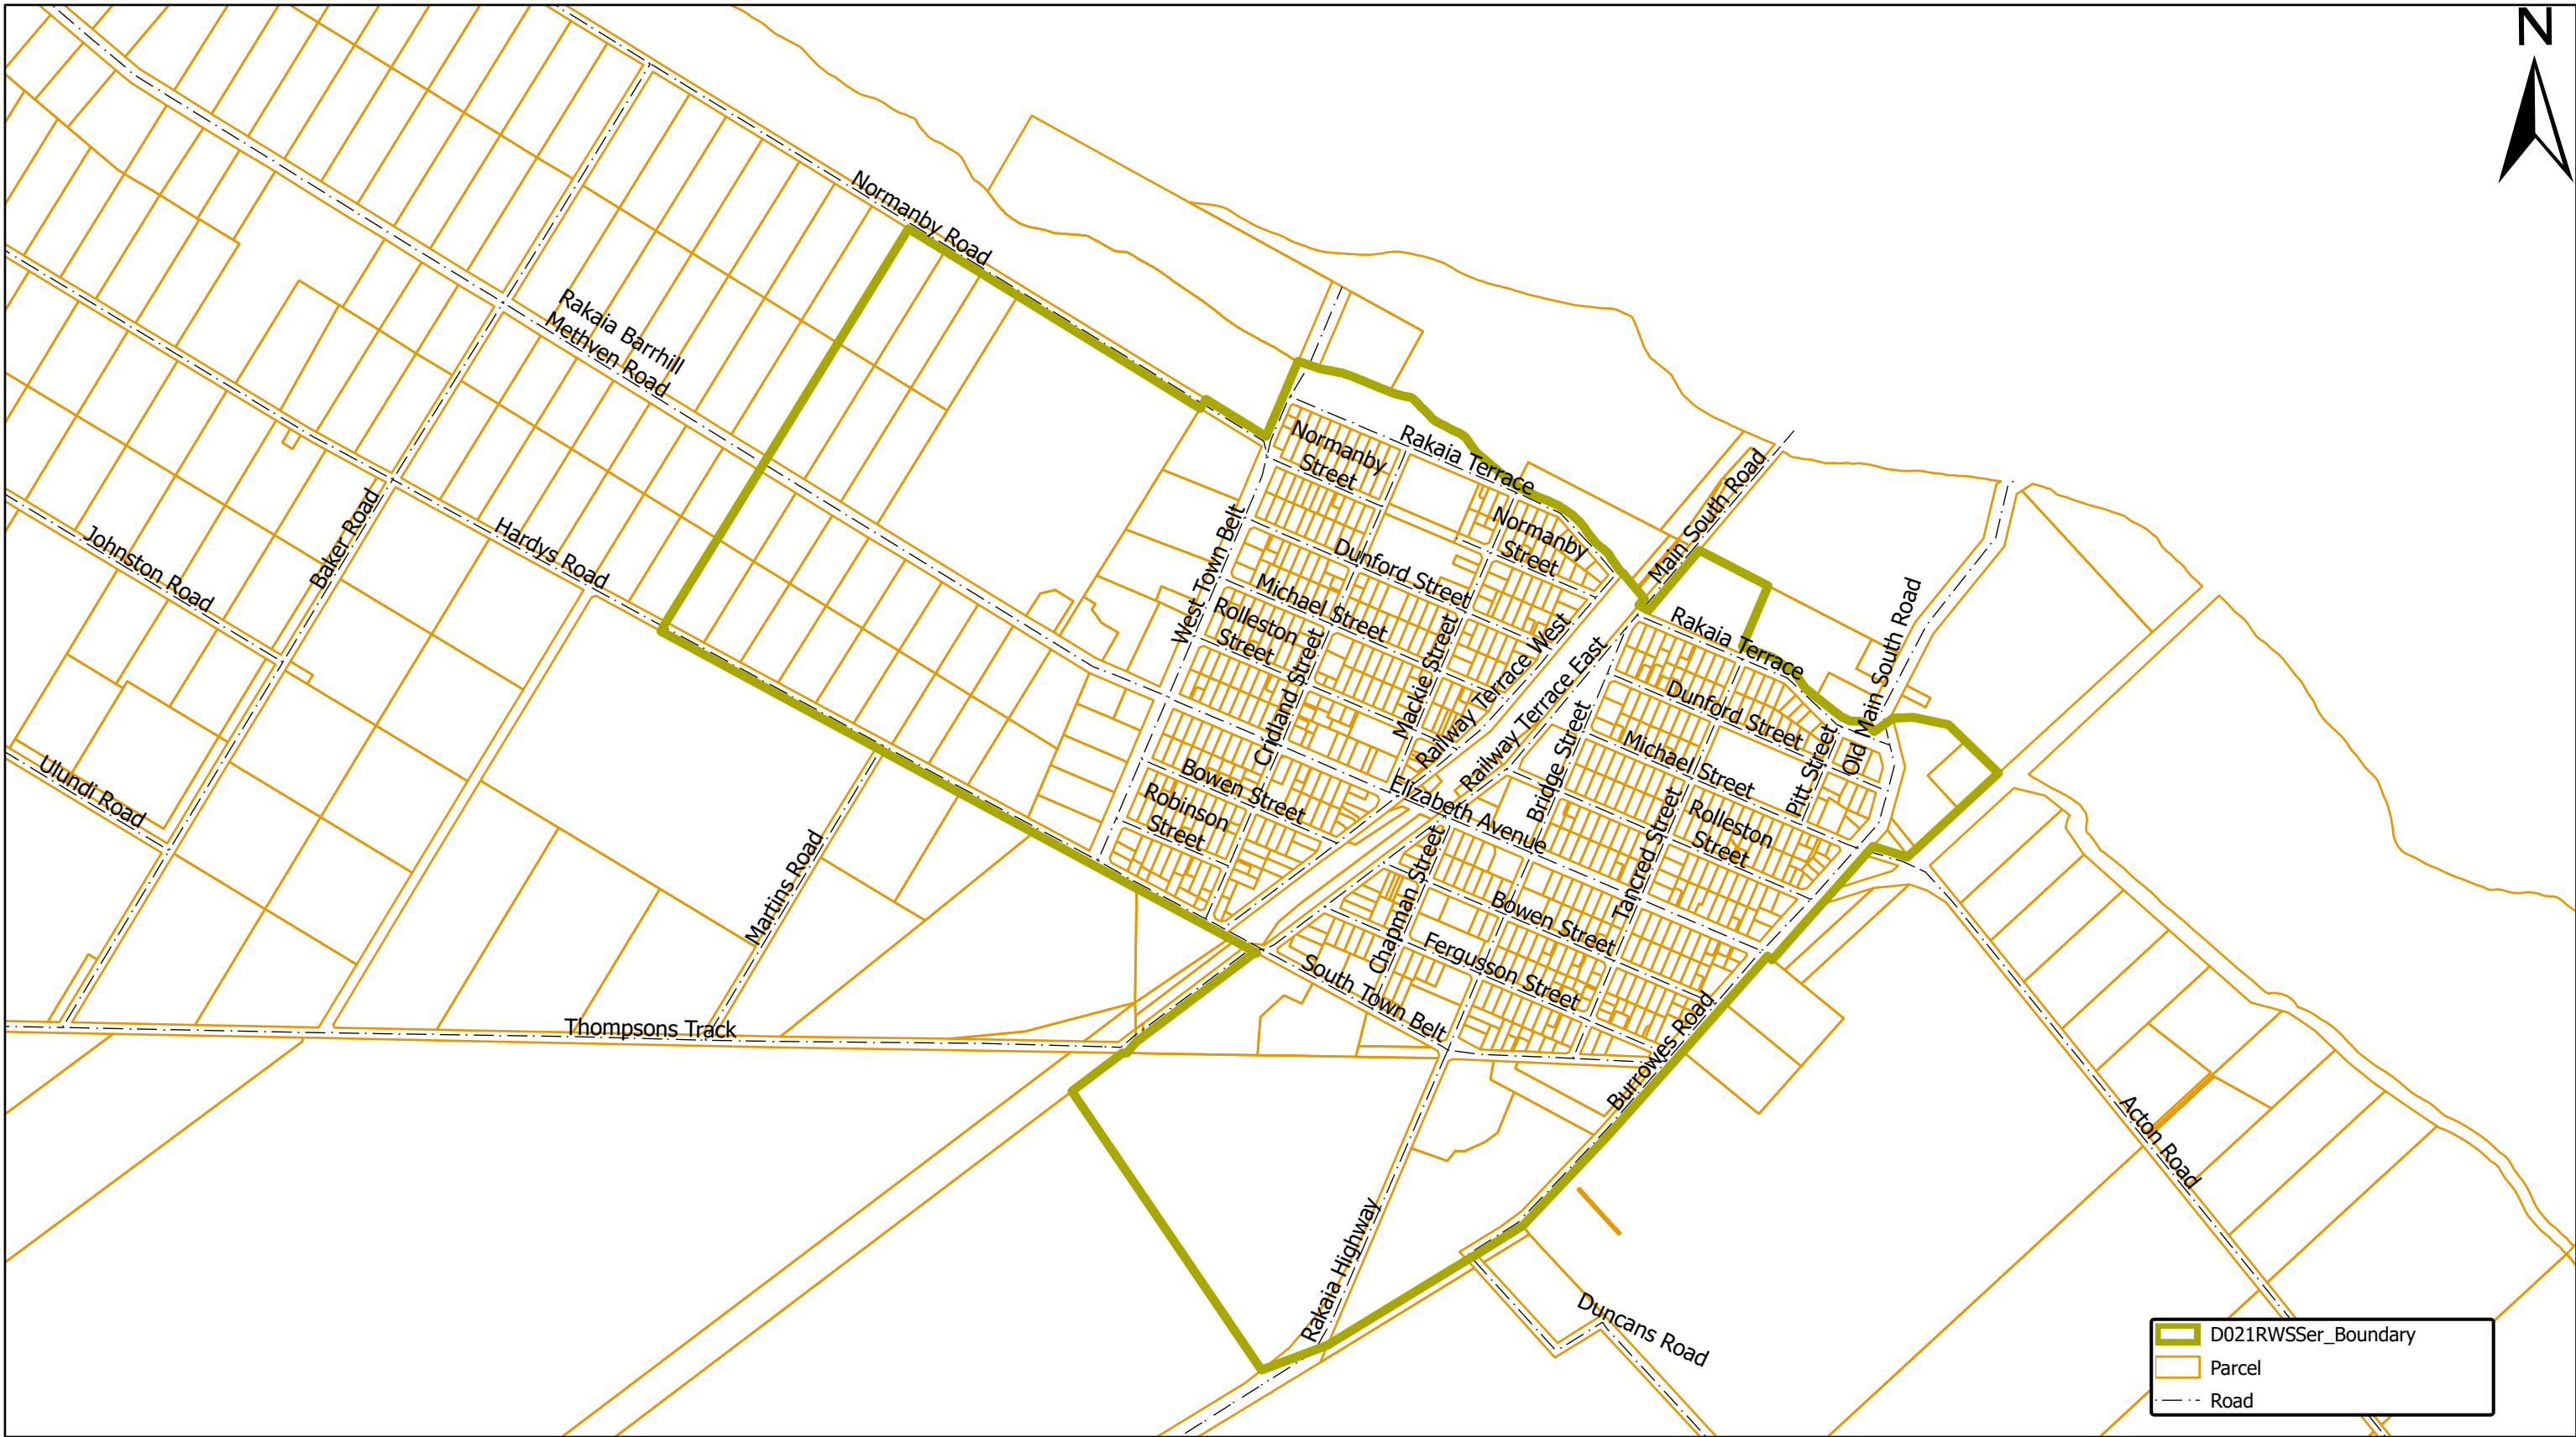 N
Normanby Road
Rakaia Barrhill
Methven Road
Normanby
Street
Rakaia Terrace
Main South Road
Normanby
Street
Johnston Road
Baker Road
Hardys Road
West Town Belt
Dunford Street
Michael Street
Rolleston
Street
Cridland Street
Mackie Street
Railway Terrace West
Railway Terrace East
Rakaia Terrace
Old Main South Road
Dunford Street
Michael Street
Pitt Street
Bridge Street
Ulundi Road
Bowen Street
Robinson
Street
Elizabeth Avenue
Rolleston
Street
Tancred Street
Martins Road
Chapman Street
Bowen Street
Fergusson Street
South Town Belt
Thompsons Track
Burrowes Road
Acton Road
Rakaia Highway
Duncans Road
D021RWSSer_Boundary
Parcel
Road